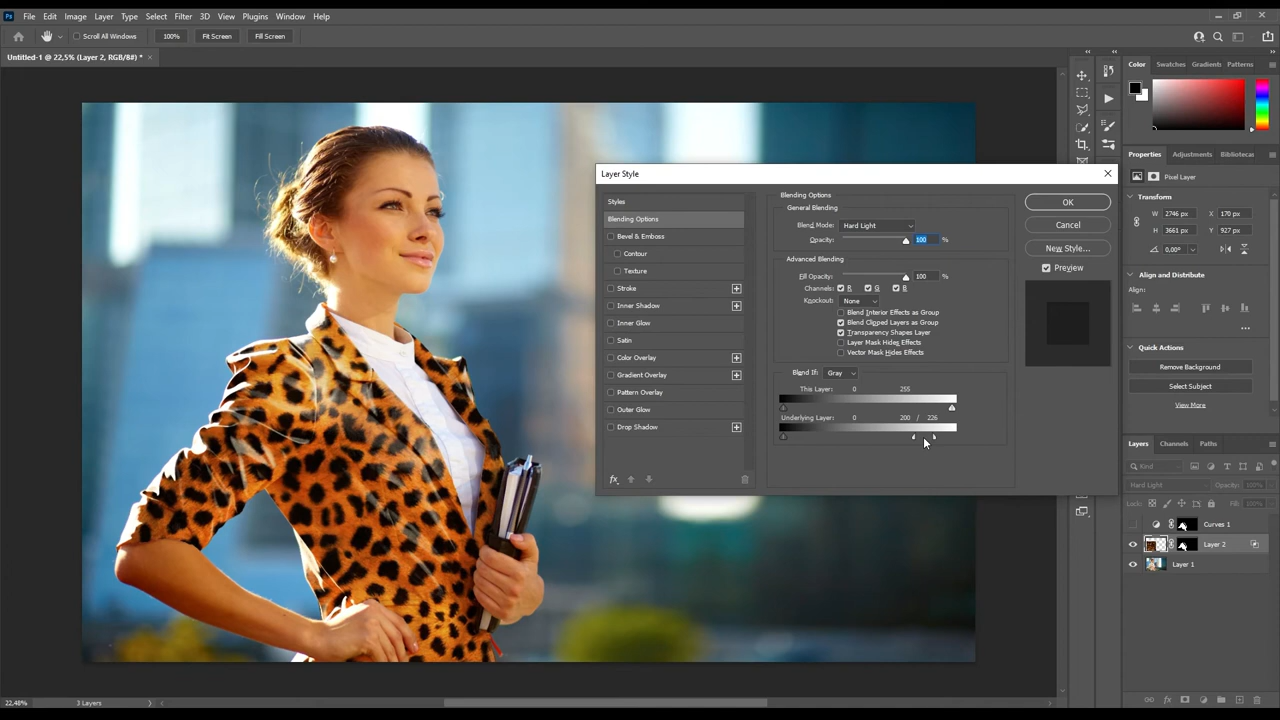 Ps File Edit Image Layer Type Select Filter 3D View Plugins Window Help
Scroll All Windows 100% Fit Screen Fill Screen
Untitled-1 @ 22,5% (Layer 2, RGB/8#) * ×
Color Swatches Gradients Patterns
Properties Adjustments Bibliotecas
Pixel Layer
Transform
W 2746 px X 170 px
H 3661 px Y 927 px
0,00°
Align and Distribute
Align:
Quick Actions
Remove Background
Select Subject
View More
Layers Channels Paths
Kind
Hard Light Opacity: 100%
Lock: Fill: 100%
Curves 1
Layer 2
Layer 1
Layer Style
Styles
Blending Options
Bevel & Emboss
Contour
Texture
Stroke
Inner Shadow
Inner Glow
Satin
Color Overlay
Gradient Overlay
Pattern Overlay
Outer Glow
Drop Shadow
fx
Blending Options
General Blending
Blend Mode: Hard Light
Opacity: 100 %
Advanced Blending
Fill Opacity: 100 %
Channels: R G B
Knockout: None
Blend Interior Effects as Group
Blend Clipped Layers as Group
Transparency Shapes Layer
Layer Mask Hides Effects
Vector Mask Hides Effects
Blend If: Gray
This Layer: 0 255
Underlying Layer: 0 200 / 226
OK
Cancel
New Style...
Preview
22,48% 3 Layers
fx